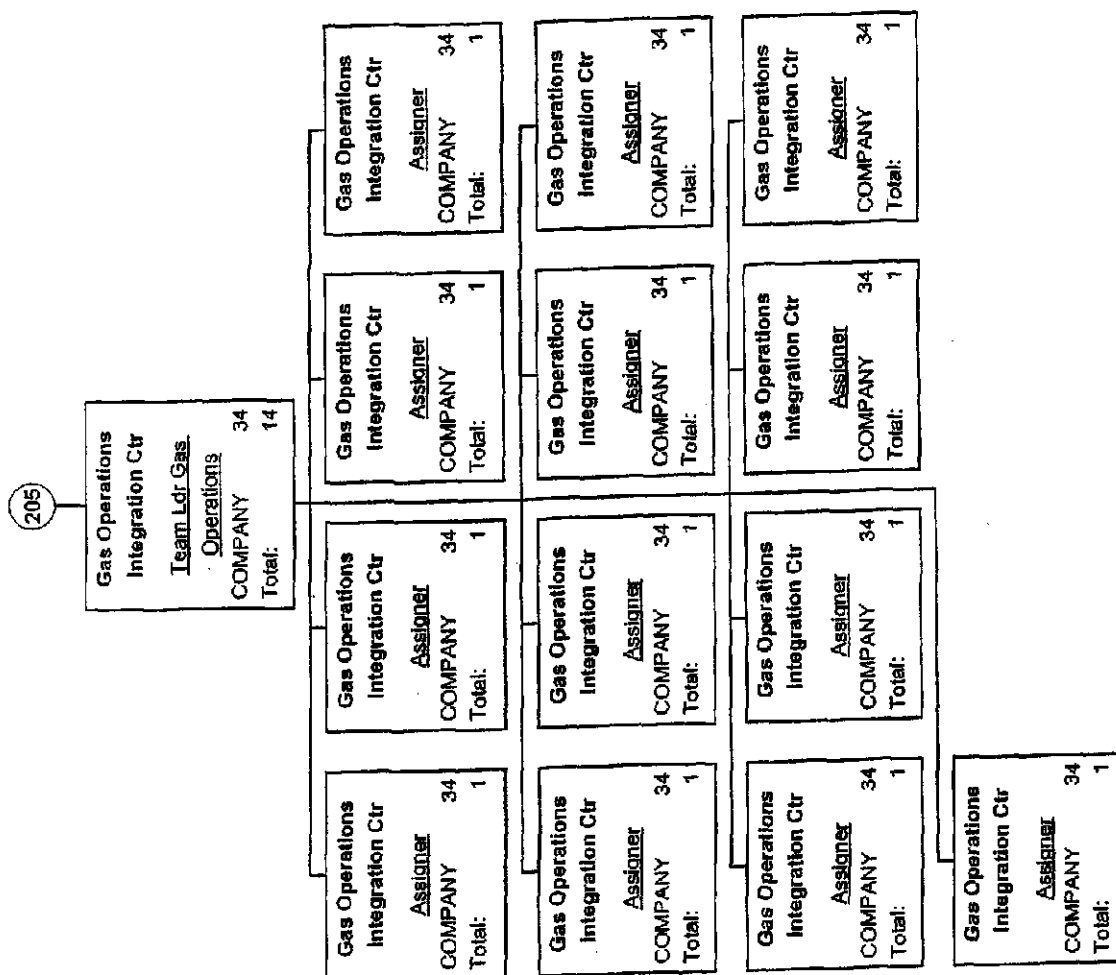 205
Gas Operations
Integration Ctr
Team Ldr Gas
Operations
COMPANY 34
Total: 14
Gas Operations
Integration Ctr
Assigner
COMPANY 34
Total: 1
Gas Operations
Integration Ctr
Assigner
COMPANY 34
Total: 1
Gas Operations
Integration Ctr
Assigner
COMPANY 34
Total: 1
Gas Operations
Integration Ctr
Assigner
COMPANY 34
Total: 1
Gas Operations
Integration Ctr
Assigner
COMPANY 34
Total: 1
Gas Operations
Integration Ctr
Assigner
COMPANY 34
Total: 1
Gas Operations
Integration Ctr
Assigner
COMPANY 34
Total: 1
Gas Operations
Integration Ctr
Assigner
COMPANY 34
Total: 1
Gas Operations
Integration Ctr
Assigner
COMPANY 34
Total: 1
Gas Operations
Integration Ctr
Assigner
COMPANY 34
Total: 1
Gas Operations
Integration Ctr
Assigner
COMPANY 34
Total: 1
Gas Operations
Integration Ctr
Assigner
COMPANY 34
Total: 1
Gas Operations
Integration Ctr
Assigner
COMPANY 34
Total: 1